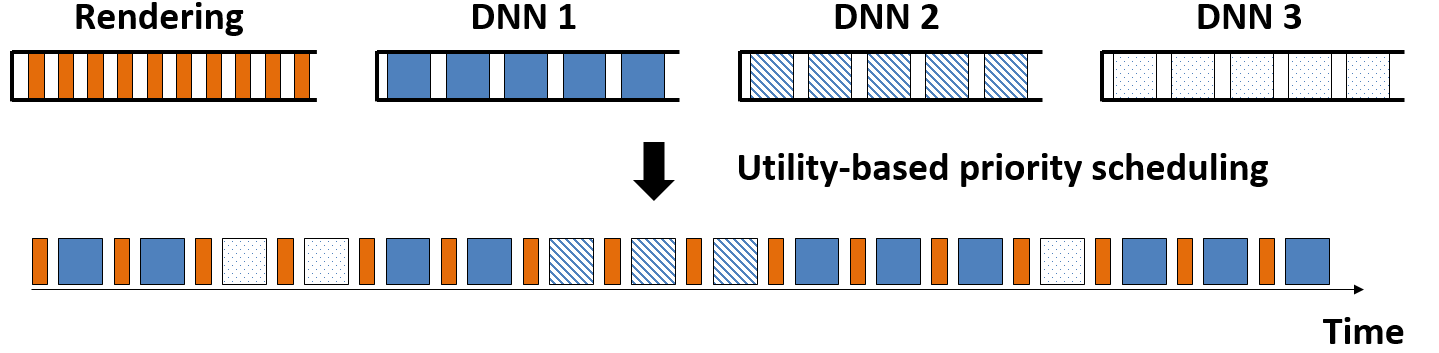 Rendering DNN 1 DNN 2 DNN 3
Utility-based priority scheduling
Time